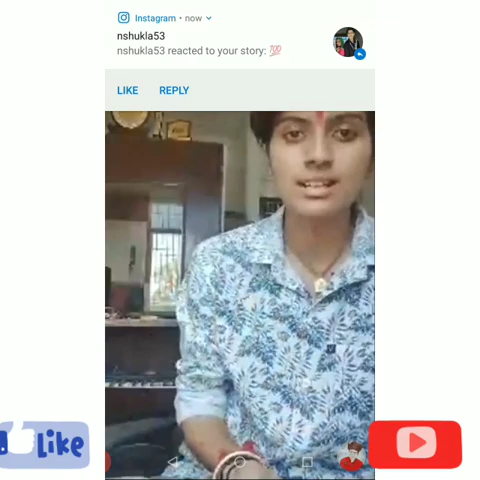 Instagram • now
nshukla53
nshukla53 reacted to your story: 💯
LIKE REPLY
Like